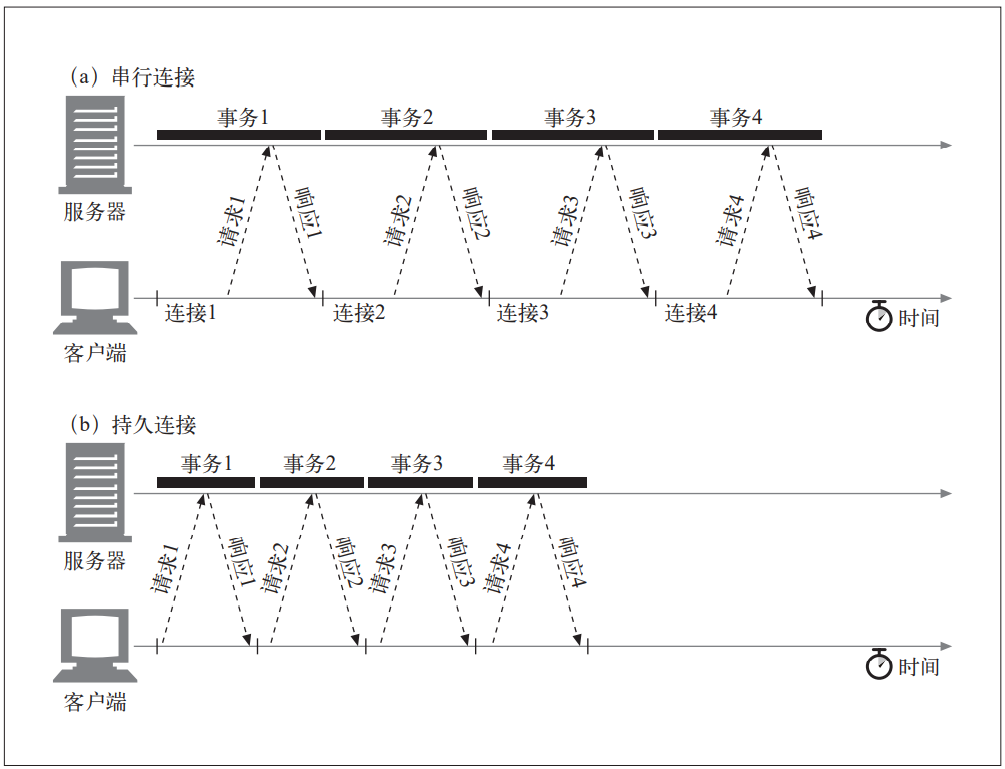 （a）串行连接
事务1 事务2 事务3 事务4
服务器
请求1 响应1 请求2 响应2 请求3 响应3 请求4 响应4
连接1 连接2 连接3 连接4
时间
客户端
（b）持久连接
事务1 事务2 事务3 事务4
服务器
请求1 响应1 请求2 响应2 请求3 响应3 请求4 响应4
时间
客户端